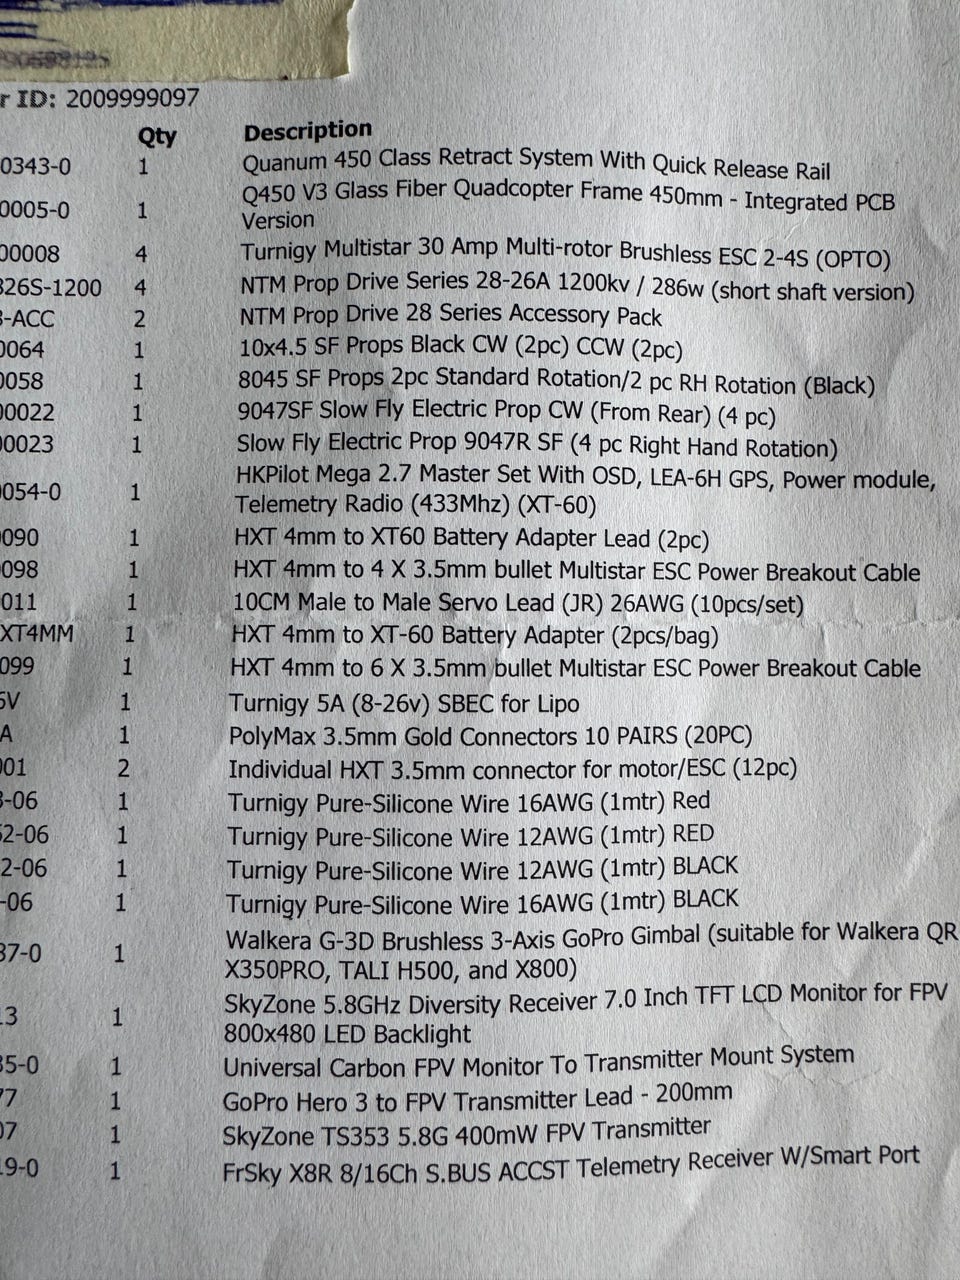 r ID: 2009999097
Qty Description
0343-0 1 Quanum 450 Class Retract System With Quick Release Rail
0005-0 1 Q450 V3 Glass Fiber Quadcopter Frame 450mm - Integrated PCB
Version
00008 4 Turnigy Multistar 30 Amp Multi-rotor Brushless ESC 2-4S (OPTO)
826S-1200 4 NTM Prop Drive Series 28-26A 1200kv / 286w (short shaft version)
-ACC 2 NTM Prop Drive 28 Series Accessory Pack
0064 1 10x4.5 SF Props Black CW (2pc) CCW (2pc)
0058 1 8045 SF Props 2pc Standard Rotation/2 pc RH Rotation (Black)
00022 1 9047SF Slow Fly Electric Prop CW (From Rear) (4 pc)
00023 1 Slow Fly Electric Prop 9047R SF (4 pc Right Hand Rotation)
0054-0 1 HKPilot Mega 2.7 Master Set With OSD, LEA-6H GPS, Power module,
Telemetry Radio (433Mhz) (XT-60)
090 1 HXT 4mm to XT60 Battery Adapter Lead (2pc)
098 1 HXT 4mm to 4 X 3.5mm bullet Multistar ESC Power Breakout Cable
011 1 10CM Male to Male Servo Lead (JR) 26AWG (10pcs/set)
XT4MM 1 HXT 4mm to XT-60 Battery Adapter (2pcs/bag)
099 1 HXT 4mm to 6 X 3.5mm bullet Multistar ESC Power Breakout Cable
5V 1 Turnigy 5A (8-26v) SBEC for Lipo
A 1 PolyMax 3.5mm Gold Connectors 10 PAIRS (20PC)
001 2 Individual HXT 3.5mm connector for motor/ESC (12pc)
-06 1 Turnigy Pure-Silicone Wire 16AWG (1mtr) Red
52-06 1 Turnigy Pure-Silicone Wire 12AWG (1mtr) RED
2-06 1 Turnigy Pure-Silicone Wire 12AWG (1mtr) BLACK
-06 1 Turnigy Pure-Silicone Wire 16AWG (1mtr) BLACK
37-0 1 Walkera G-3D Brushless 3-Axis GoPro Gimbal (suitable for Walkera QR
X350PRO, TALI H500, and X800)
13 1 SkyZone 5.8GHz Diversity Receiver 7.0 Inch TFT LCD Monitor for FPV
800x480 LED Backlight
35-0 1 Universal Carbon FPV Monitor To Transmitter Mount System
77 1 GoPro Hero 3 to FPV Transmitter Lead - 200mm
07 1 SkyZone TS353 5.8G 400mW FPV Transmitter
19-0 1 FrSky X8R 8/16Ch S.BUS ACCST Telemetry Receiver W/Smart Port